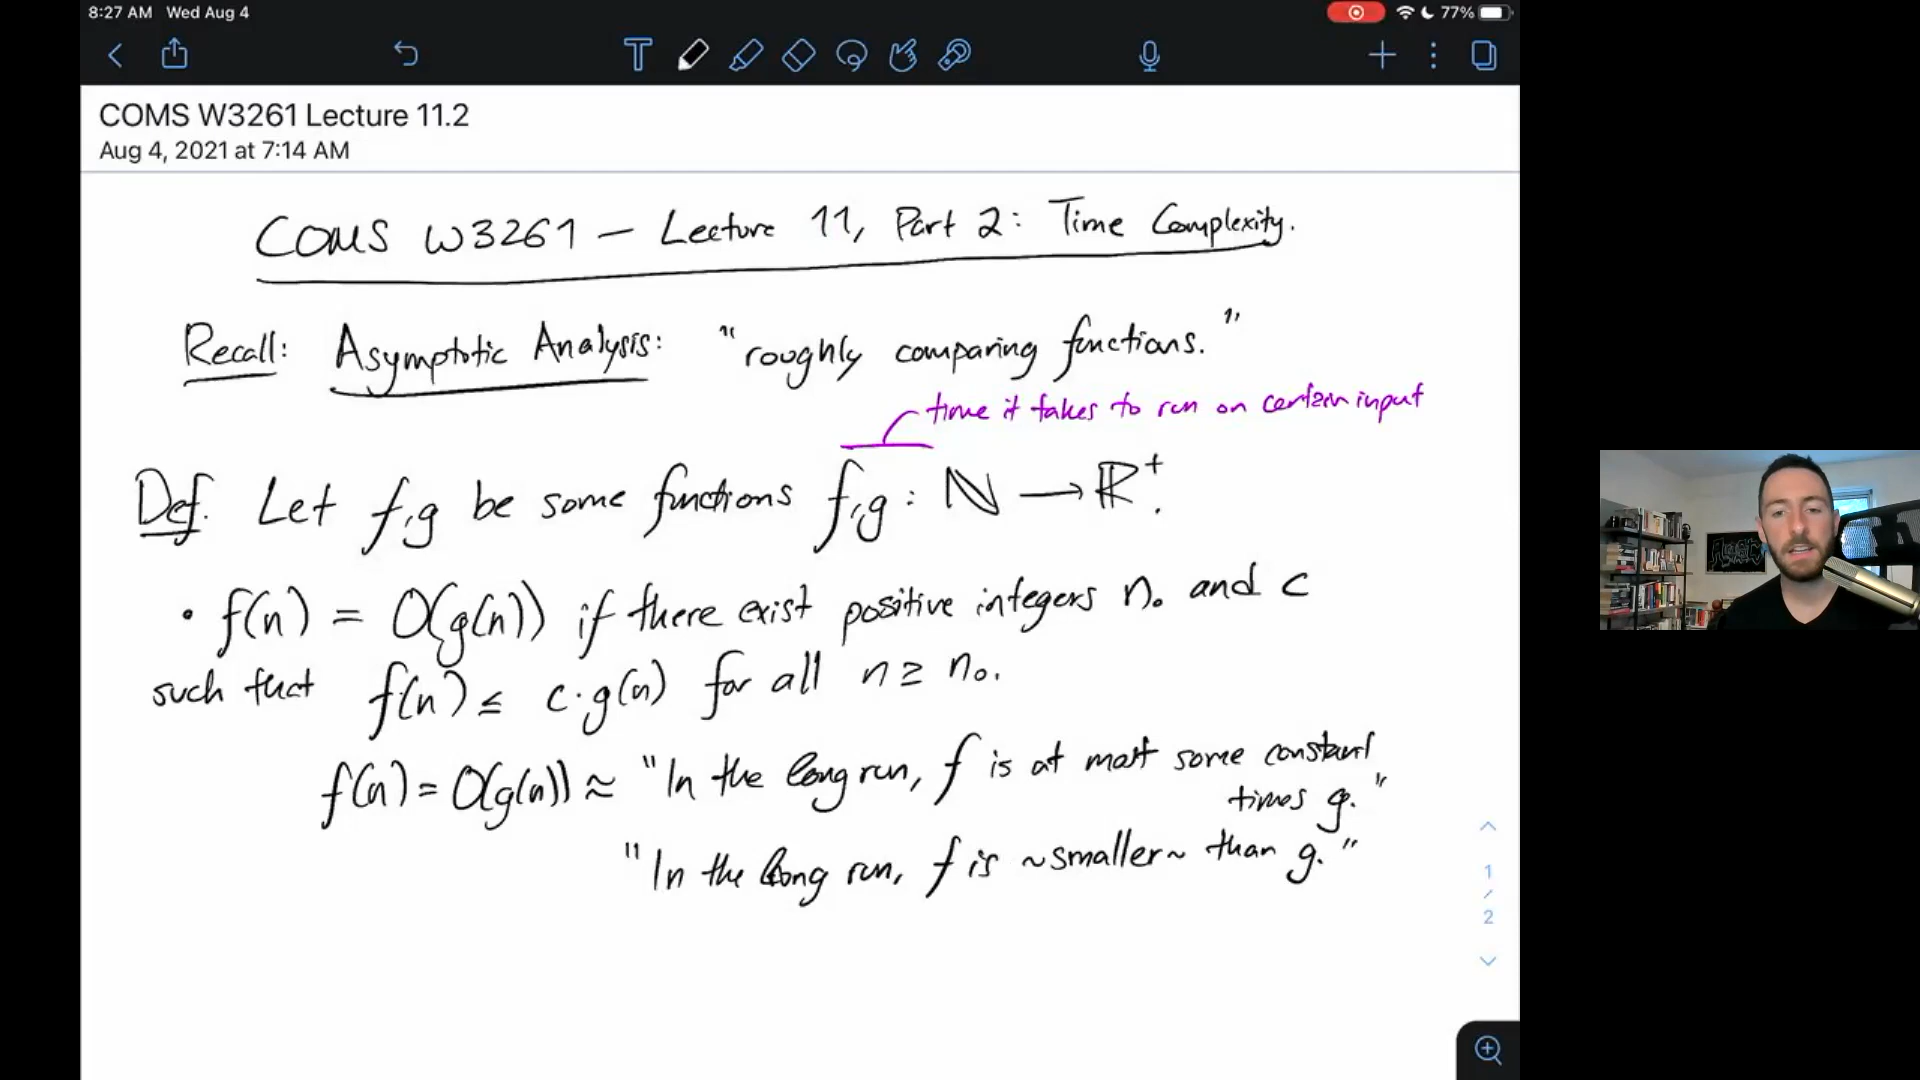 8:27 AM Wed Aug 4
77%
COMS W3261 Lecture 11.2
Aug 4, 2021 at 7:14 AM
COMS W3261 — Lecture 11, Part 2: Time Complexity.
Recall: Asymptotic Analysis: "roughly comparing functions."
time it takes to run on certain input
Def. Let f,g be some functions f,g : ℕ → ℝ⁺.
• f(n) = O(g(n)) if there exist positive integers n₀ and c
such that f(n) ≤ c·g(n) for all n ≥ n₀.
f(n) = O(g(n)) ≈ "In the long run, f is at most some constant
times g."
"In the long run, f is ~smaller~ than g."
1
/
2